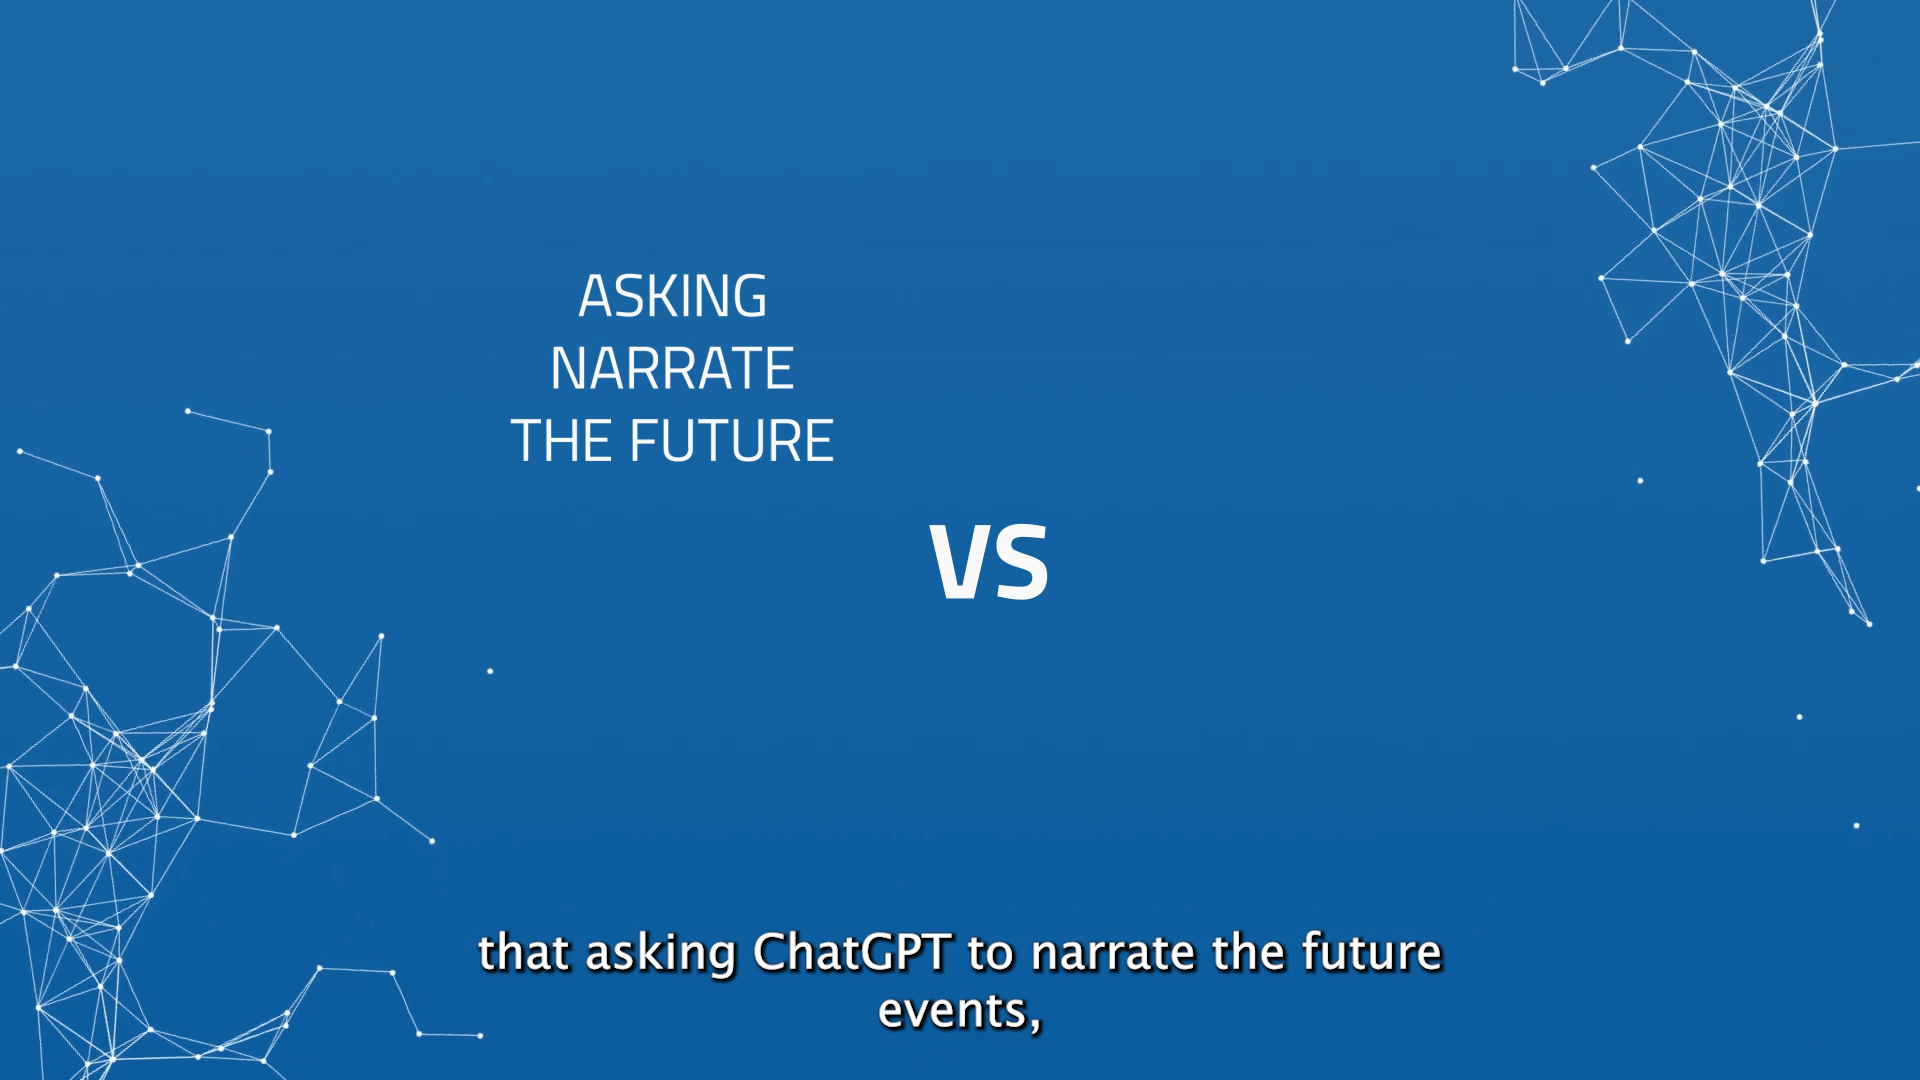 ASKING
NARRATE
THE FUTURE
VS
that asking ChatGPT to narrate the future
events,